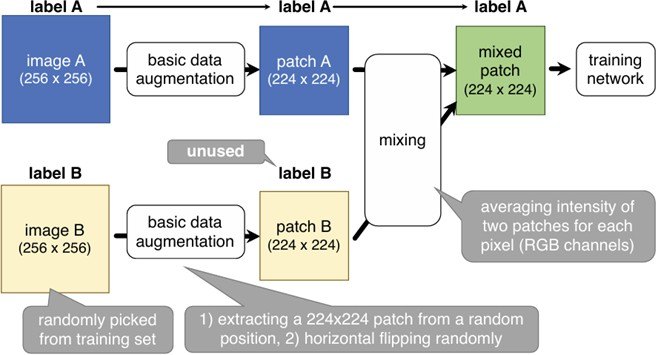 label A
label A
label A
image A
(256 x 256)
basic data
augmentation
patch A
(224 x 224)
mixed
patch
(224 x 224)
training
network
mixing
unused
label B
label B
image B
(256 x 256)
basic data
augmentation
patch B
(224 x 224)
averaging intensity of
two patches for each
pixel (RGB channels)
randomly picked
from training set
1) extracting a 224x224 patch from a random
position, 2) horizontal flipping randomly